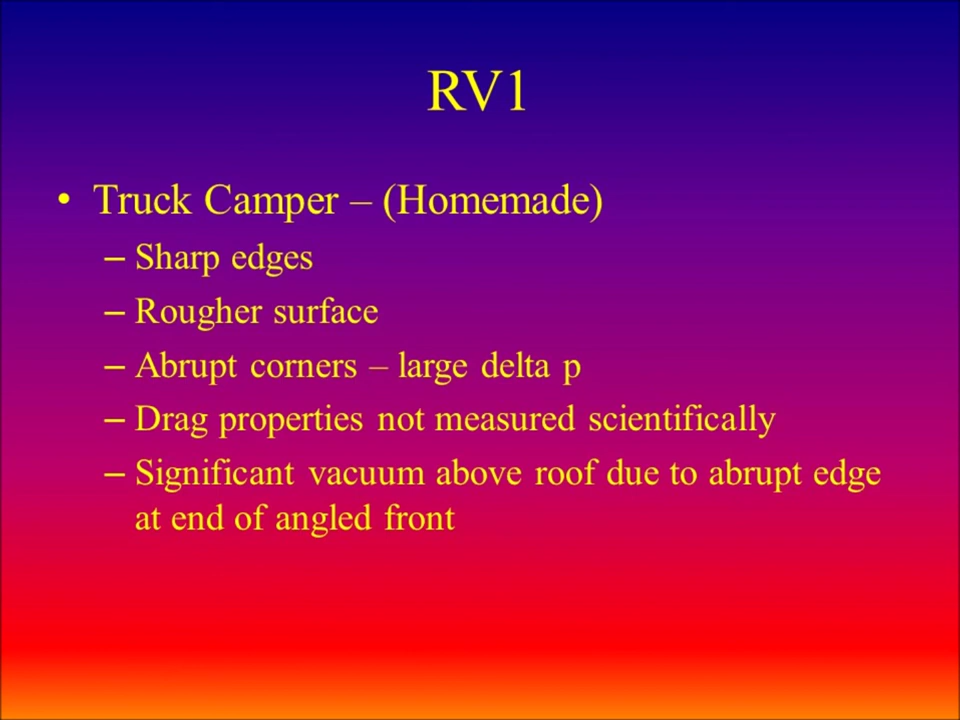 RV1
• Truck Camper – (Homemade)
– Sharp edges
– Rougher surface
– Abrupt corners – large delta p
– Drag properties not measured scientifically
– Significant vacuum above roof due to abrupt edge
at end of angled front